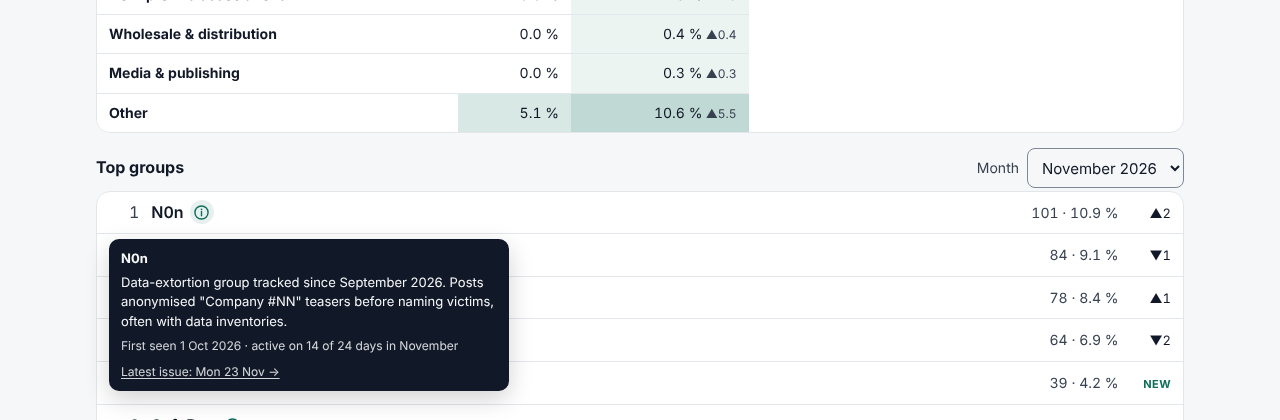 Wholesale & distribution 0.0 % 0.4 % ▲0.4
Media & publishing 0.0 % 0.3 % ▲0.3
Other 5.1 % 10.6 % ▲5.5
Top groups Month November 2026
1 N0n 101 · 10.9 % ▲2
84 · 9.1 % ▼1
78 · 8.4 % ▲1
64 · 6.9 % ▼2
39 · 4.2 % NEW
N0n
Data-extortion group tracked since September 2026. Posts
anonymised "Company #NN" teasers before naming victims,
often with data inventories.
First seen 1 Oct 2026 · active on 14 of 24 days in November
Latest issue: Mon 23 Nov →